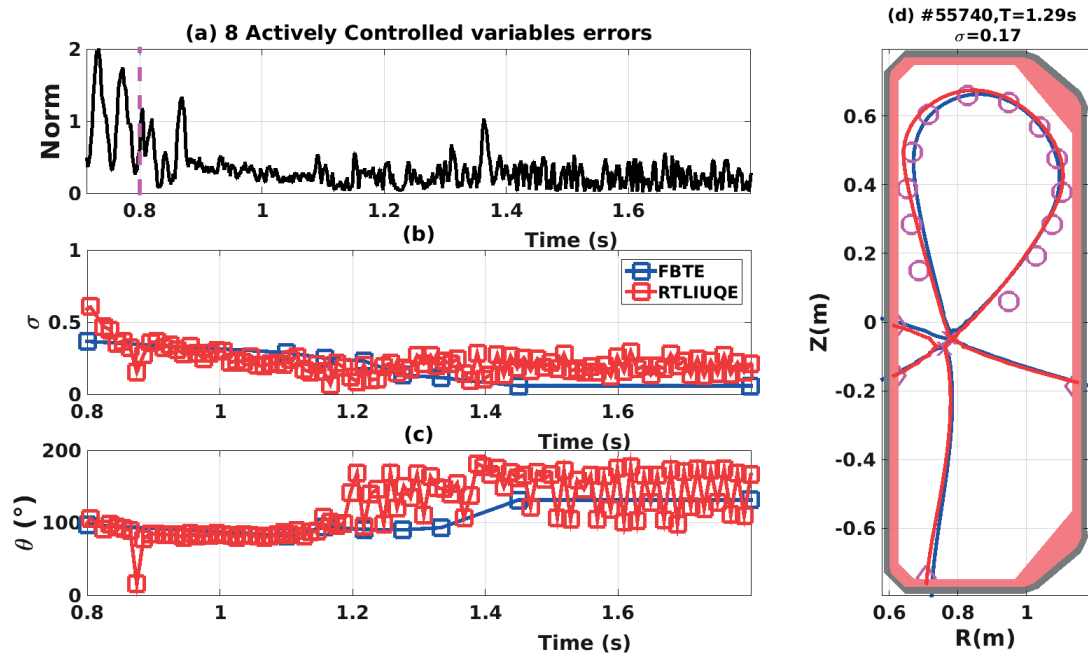 (a) 8 Actively Controlled variables errors
Norm
2
1
0
0.8
1
1.2
1.4
1.6
Time (s)
(b)
σ
1
0.5
0
FBTE
RTLIUQE
0.8
1
1.2
1.4
1.6
Time (s)
(c)
θ (°)
200
100
0
0.8
1
1.2
1.4
1.6
Time (s)
(d) #55740,T=1.29s
σ=0.17
Z(m)
0.6
0.4
0.2
0
-0.2
-0.4
-0.6
0.6
0.8
1
R(m)